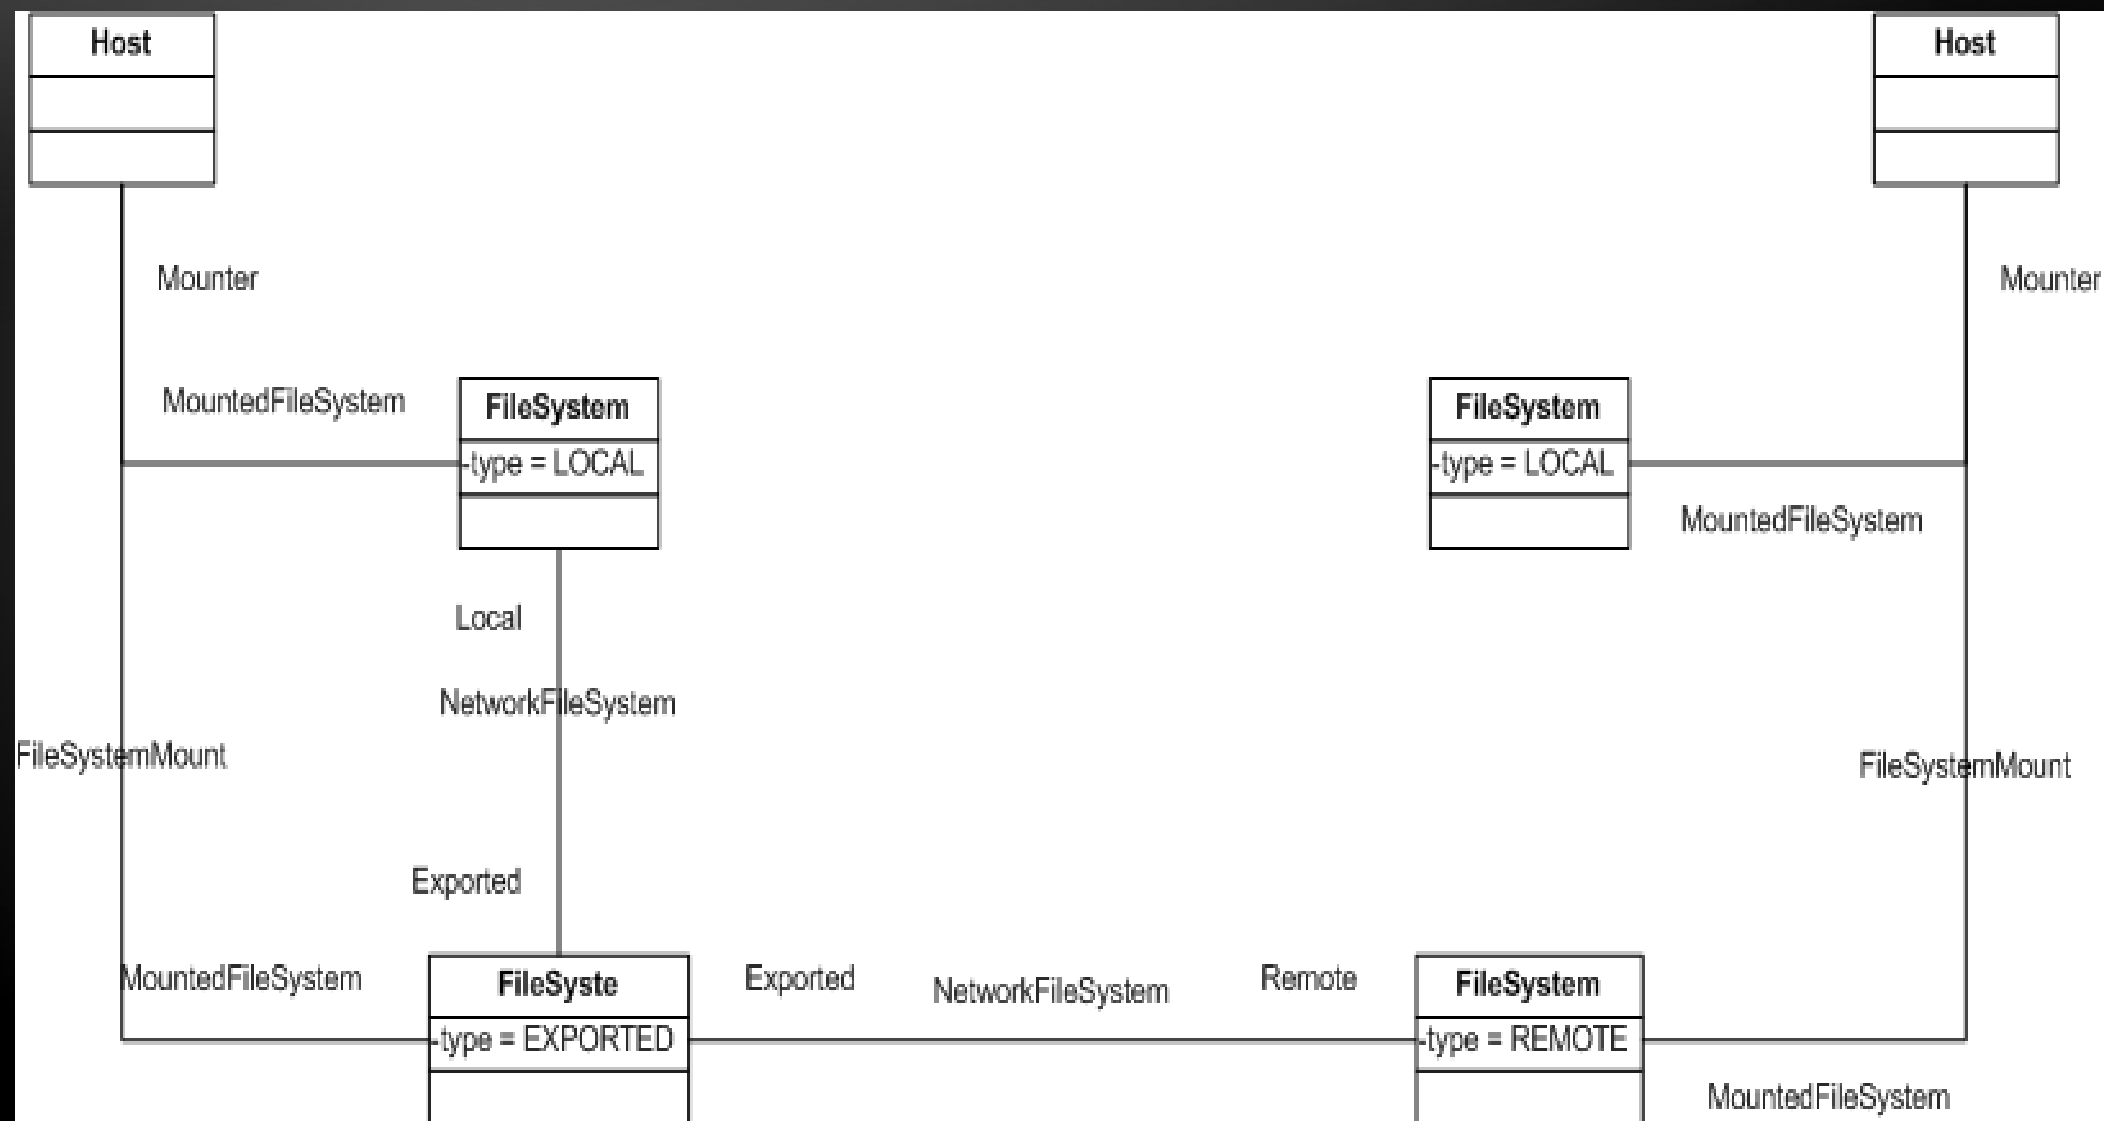 Host
Host
Mounter
Mounter
MountedFileSystem
FileSystem
FileSystem
-type = LOCAL
-type = LOCAL
MountedFileSystem
Local
NetworkFileSystem
FileSystemMount
FileSystemMount
Exported
MountedFileSystem
FileSyste
Exported
NetworkFileSystem
Remote
FileSystem
-type = EXPORTED
-type = REMOTE
MountedFileSystem